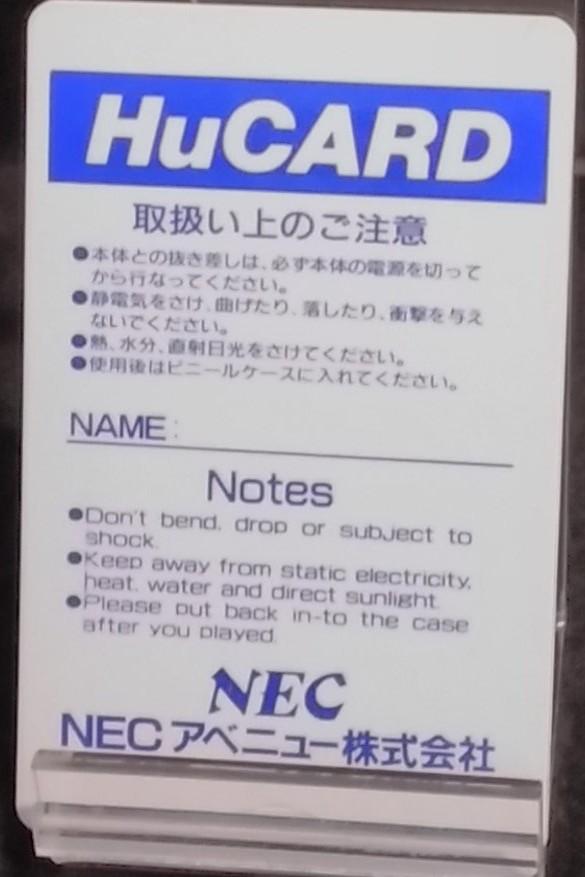 HuCARD
取扱い上のご注意
●本体との抜き差しは、必ず本体の電源を切って
から行なってください。
●静電気をさけ、曲げたり、落したり、衝撃を与え
ないでください。
●熱、水分、直射日光をさけてください。
●使用後はビニールケースに入れてください。
NAME:
Notes
●Don't bend, drop or subject to
shock.
●Keep away from static electricity,
heat, water and direct sunlight.
●Please put back in-to the case
after you played.
NEC
NECアベニュー株式会社